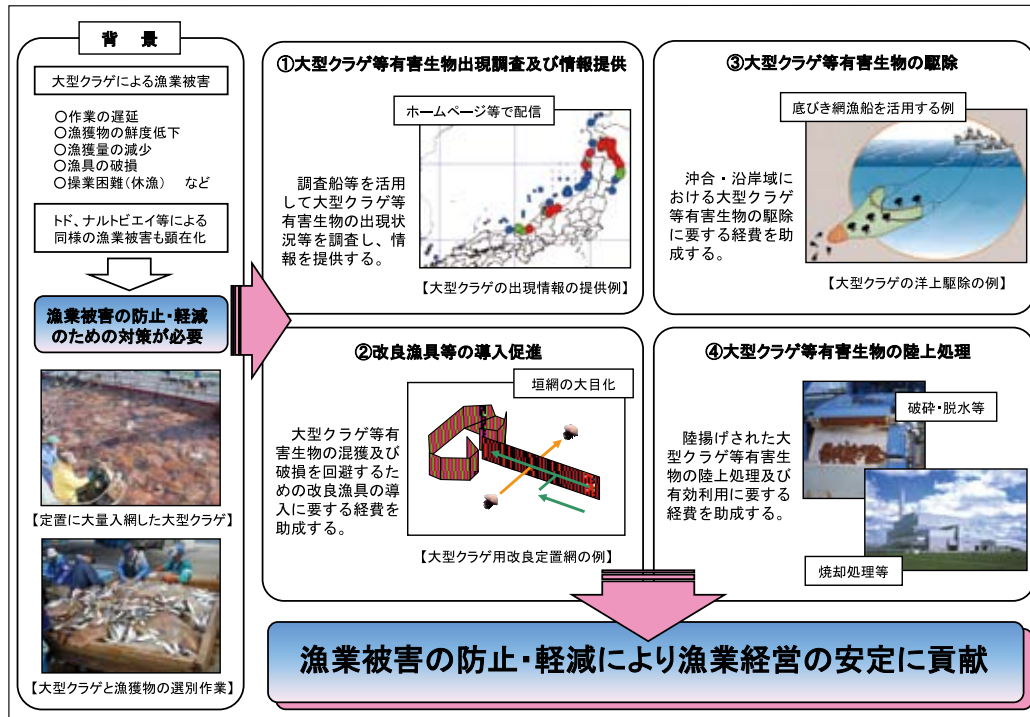 背 景
大型クラゲによる漁業被害
○作業の遅延
○漁獲物の鮮度低下
○漁獲量の減少
○漁具の破損
○操業困難(休漁) など
トド、ナルトビエイ等による
同様の漁業被害も顕在化
漁業被害の防止・軽減
のための対策が必要
【定置に大量入網した大型クラゲ】
【大型クラゲと漁獲物の選別作業】
①大型クラゲ等有害生物出現調査及び情報提供
ホームページ等で配信
調査船等を活用
して大型クラゲ等
有害生物の出現状
況等を調査し、情
報を提供する。
【大型クラゲの出現情報の提供例】
②改良漁具等の導入促進
垣網の大目化
大型クラゲ等有
害生物の混獲及び
破損を回避するた
めの改良漁具の導
入に要する経費を
助成する。
【大型クラゲ用改良定置網の例】
③大型クラゲ等有害生物の駆除
底びき網漁船を活用する例
沖合・沿岸域に
おける大型クラゲ
等有害生物の駆除
に要する経費を助
成する。
【大型クラゲの洋上駆除の例】
④大型クラゲ等有害生物の陸上処理
破砕・脱水等
陸揚げされた大
型クラゲ等有害生
物の陸上処理及び
有効利用に要する
経費を助成する。
焼却処理等
漁業被害の防止・軽減により漁業経営の安定に貢献